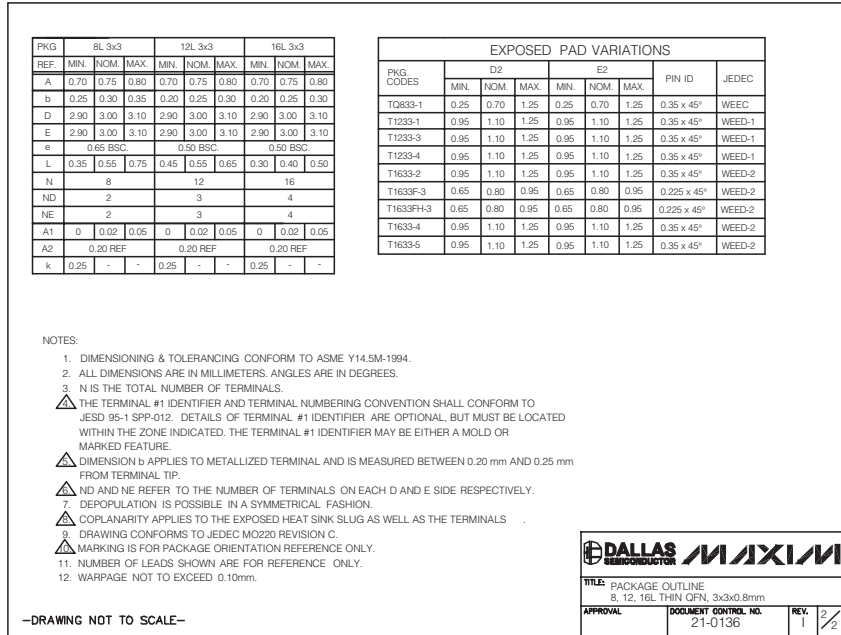 PKG 8L 3x3 12L 3x3 16L 3x3
REF. MIN. NOM. MAX. MIN. NOM. MAX. MIN. NOM. MAX.
A 0.70 0.75 0.80 0.70 0.75 0.80 0.70 0.75 0.80
b 0.25 0.30 0.35 0.20 0.25 0.30 0.20 0.25 0.30
D 2.90 3.00 3.10 2.90 3.00 3.10 2.90 3.00 3.10
E 2.90 3.00 3.10 2.90 3.00 3.10 2.90 3.00 3.10
e 0.65 BSC. 0.50 BSC. 0.50 BSC.
L 0.35 0.55 0.75 0.45 0.55 0.65 0.30 0.40 0.50
N 8 12 16
ND 2 3 4
NE 2 3 4
A1 0 0.02 0.05 0 0.02 0.05 0 0.02 0.05
A2 0.20 REF 0.20 REF 0.20 REF
k 0.25 - - 0.25 - - 0.25 - -
EXPOSED PAD VARIATIONS
PKG. CODES D2 E2 PIN ID JEDEC
MIN. NOM. MAX. MIN. NOM. MAX.
TQ833-1 0.25 0.70 1.25 0.25 0.70 1.25 0.35 x 45° WEEC
T1233-1 0.95 1.10 1.25 0.95 1.10 1.25 0.35 x 45° WEED-1
T1233-3 0.95 1.10 1.25 0.95 1.10 1.25 0.35 x 45° WEED-1
T1233-4 0.95 1.10 1.25 0.95 1.10 1.25 0.35 x 45° WEED-1
T1633-2 0.95 1.10 1.25 0.95 1.10 1.25 0.35 x 45° WEED-2
T1633F-3 0.65 0.80 0.95 0.65 0.80 0.95 0.225 x 45° WEED-2
T1633FH-3 0.65 0.80 0.95 0.65 0.80 0.95 0.225 x 45° WEED-2
T1633-4 0.95 1.10 1.25 0.95 1.10 1.25 0.35 x 45° WEED-2
T1633-5 0.95 1.10 1.25 0.95 1.10 1.25 0.35 x 45° WEED-2
NOTES:
1. DIMENSIONING & TOLERANCING CONFORM TO ASME Y14.5M-1994.
2. ALL DIMENSIONS ARE IN MILLIMETERS. ANGLES ARE IN DEGREES.
3. N IS THE TOTAL NUMBER OF TERMINALS.
4. THE TERMINAL #1 IDENTIFIER AND TERMINAL NUMBERING CONVENTION SHALL CONFORM TO
JESD 95-1 SPP-012. DETAILS OF TERMINAL #1 IDENTIFIER ARE OPTIONAL, BUT MUST BE LOCATED
WITHIN THE ZONE INDICATED. THE TERMINAL #1 IDENTIFIER MAY BE EITHER A MOLD OR
MARKED FEATURE.
5. DIMENSION b APPLIES TO METALLIZED TERMINAL AND IS MEASURED BETWEEN 0.20 mm AND 0.25 mm
FROM TERMINAL TIP.
6. ND AND NE REFER TO THE NUMBER OF TERMINALS ON EACH D AND E SIDE RESPECTIVELY.
7. DEPOPULATION IS POSSIBLE IN A SYMMETRICAL FASHION.
8. COPLANARITY APPLIES TO THE EXPOSED HEAT SINK SLUG AS WELL AS THE TERMINALS .
9. DRAWING CONFORMS TO JEDEC MO220 REVISION C.
10. MARKING IS FOR PACKAGE ORIENTATION REFERENCE ONLY.
11. NUMBER OF LEADS SHOWN ARE FOR REFERENCE ONLY.
12. WARPAGE NOT TO EXCEED 0.10mm.
-DRAWING NOT TO SCALE-
DALLAS SEMICONDUCTOR MAXIM
TITLE: PACKAGE OUTLINE
8, 12, 16L THIN QFN, 3x3x0.8mm
APPROVAL DOCUMENT CONTROL NO. REV.
21-0136 I 2/2